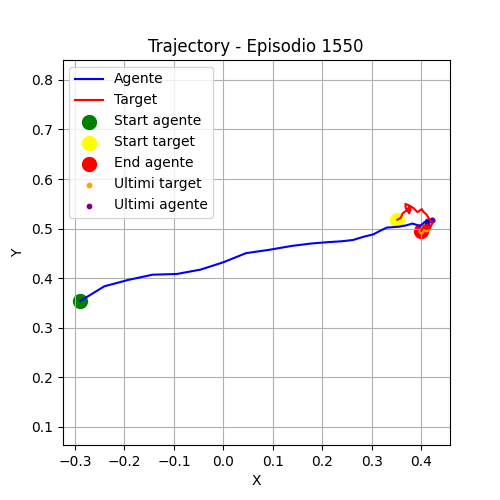 Trajectory - Episodio 1550
Agente
Target
Start agente
Start target
End agente
Ultimi target
Ultimi agente
Y
0.8
0.7
0.6
0.5
0.4
0.3
0.2
0.1
−0.3 −0.2 −0.1 0.0 0.1 0.2 0.3 0.4
X